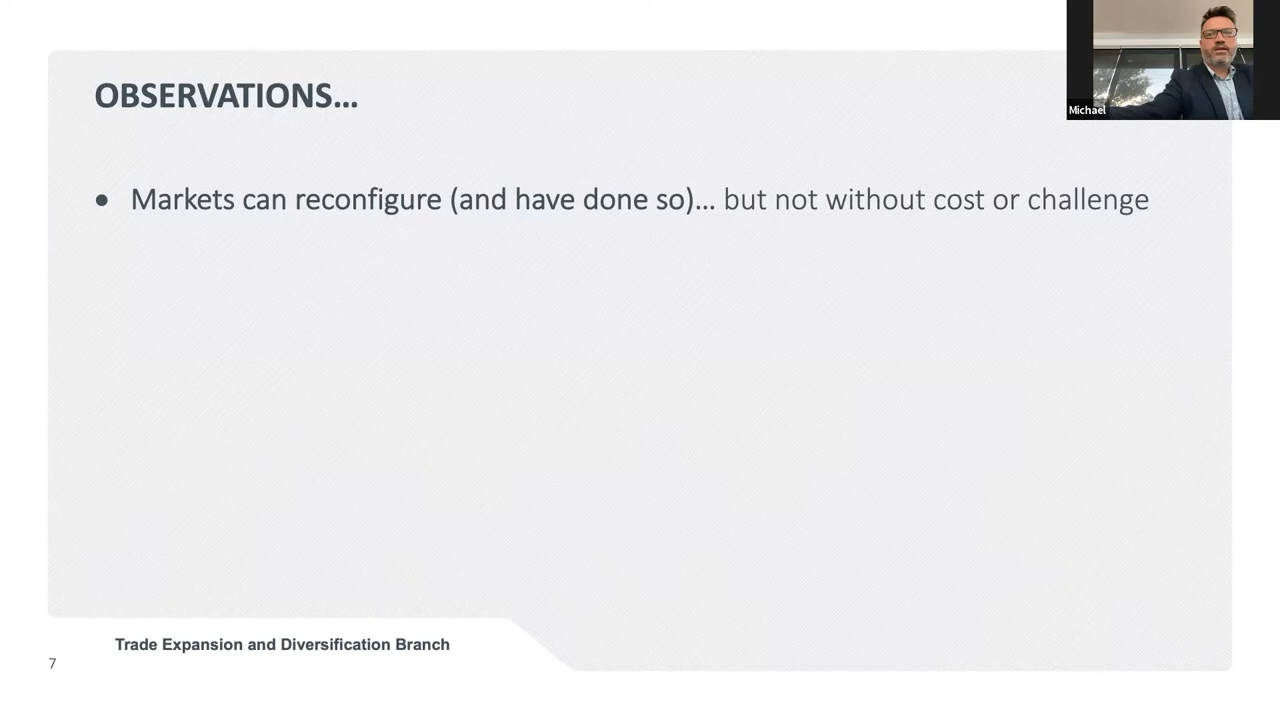 OBSERVATIONS...
• Markets can reconfigure (and have done so)... but not without cost or challenge
Michael
Trade Expansion and Diversification Branch
7